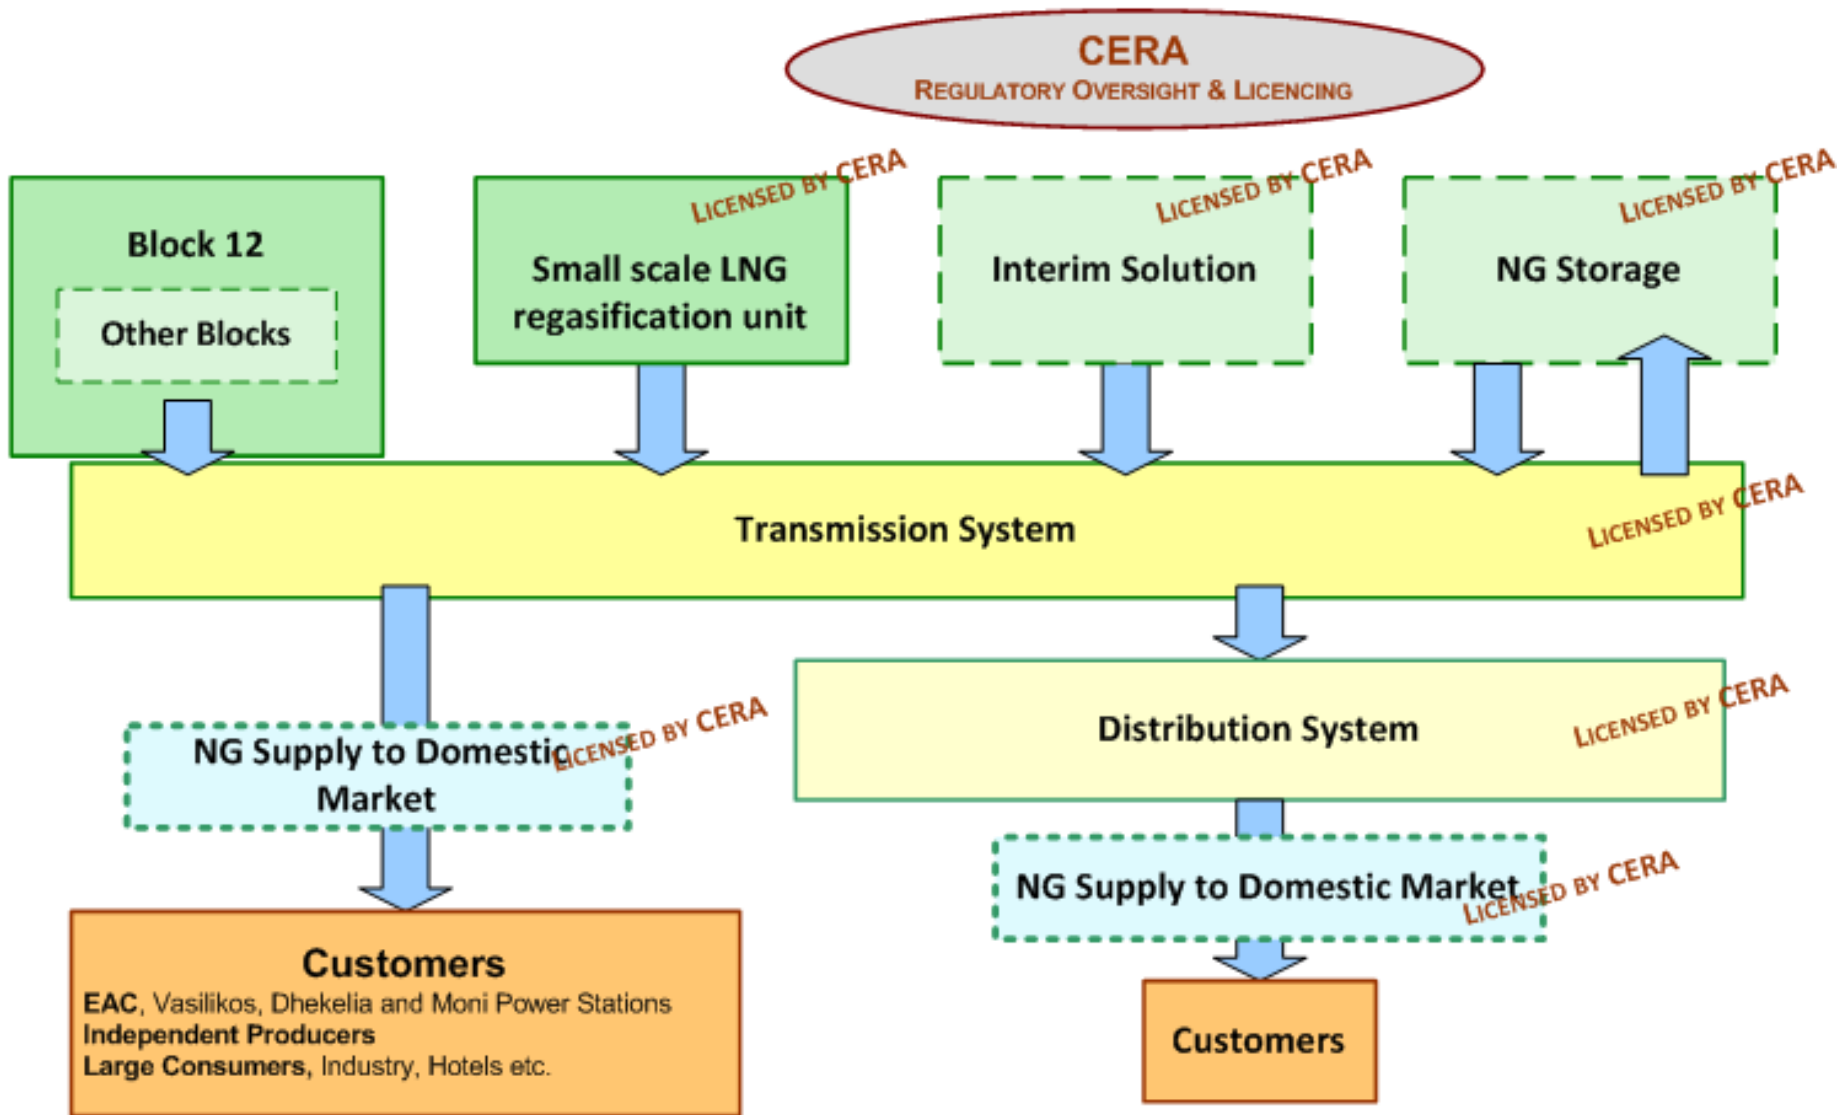 CERA
REGULATORY OVERSIGHT & LICENCING
LICENSED BY CERA
LICENSED BY CERA
LICENSED BY CERA
Block 12
Other Blocks
Small scale LNG
regasification unit
Interim Solution
NG Storage
Transmission System
LICENSED BY CERA
NG Supply to Domestic
Market
LICENSED BY CERA
Distribution System
LICENSED BY CERA
NG Supply to Domestic Market
LICENSED BY CERA
Customers
EAC, Vasilikos, Dhekelia and Moni Power Stations
Independent Producers
Large Consumers, Industry, Hotels etc.
Customers